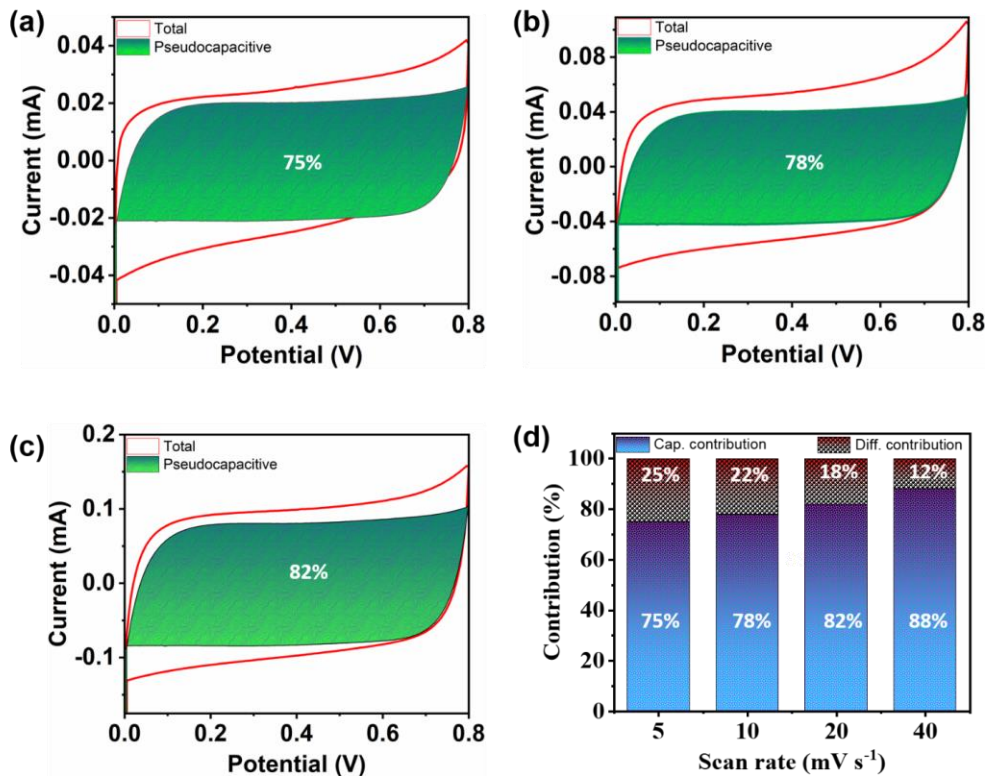 (a)
Total
Pseudocapacitive
0.04
0.02
0.00
-0.02
-0.04
Current (mA)
75%
0.0 0.2 0.4 0.6 0.8
Potential (V)
(b)
Total
Pseudocapacitive
0.08
0.04
0.00
-0.04
-0.08
Current (mA)
78%
0.0 0.2 0.4 0.6 0.8
Potential (V)
(c)
Total
Pseudocapacitive
0.2
0.1
0.0
-0.1
Current (mA)
82%
0.0 0.2 0.4 0.6 0.8
Potential (V)
(d)
Cap. contribution Diff. contribution
100
80
60
40
20
0
Contribution (%)
25% 22% 18% 12%
75% 78% 82% 88%
5 10 20 40
Scan rate (mV s⁻¹)